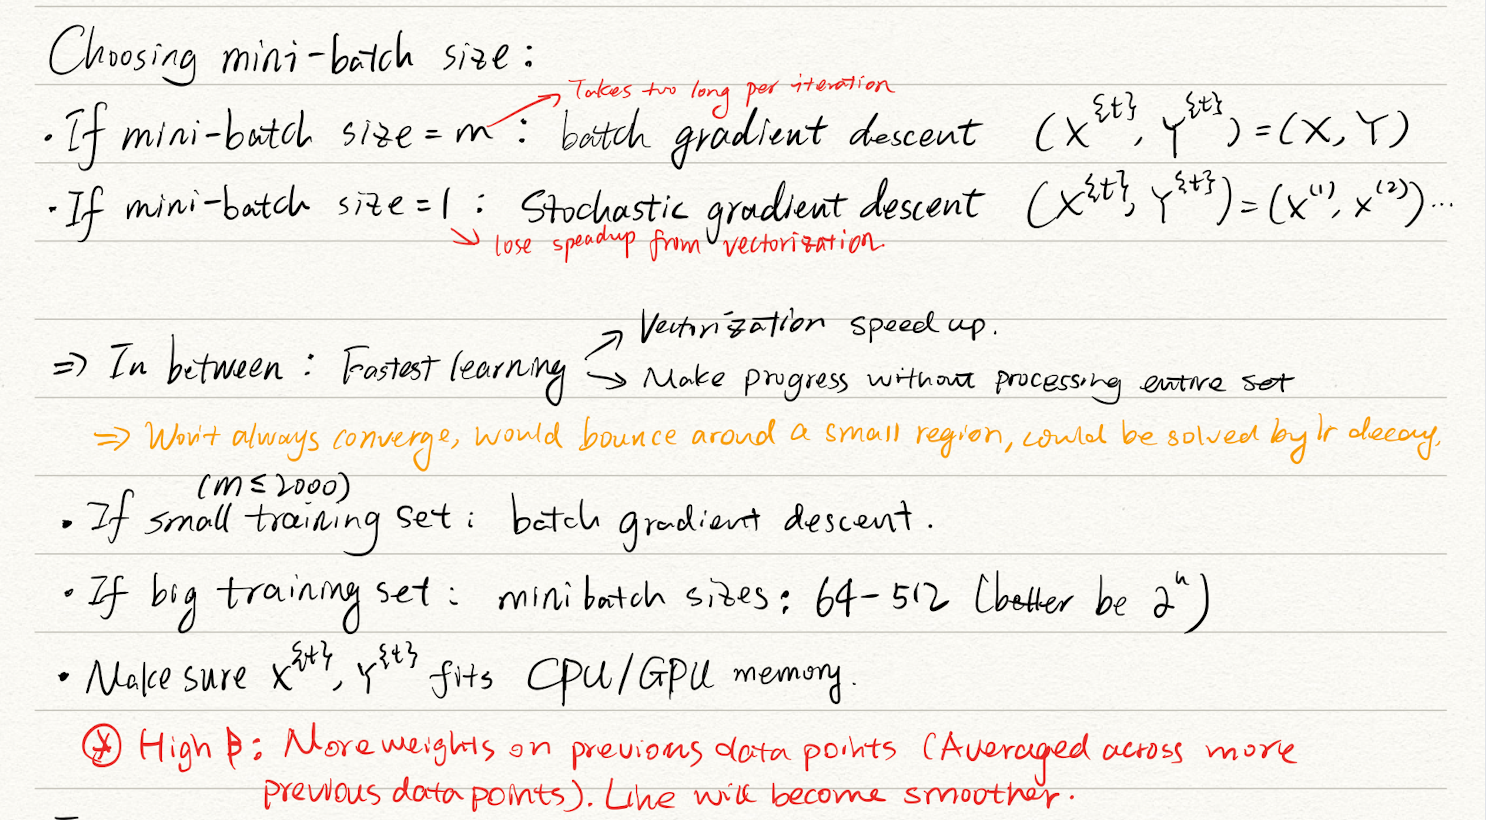 Choosing mini-batch size:
Takes too long per iteration
· If mini-batch size = m : batch gradient descent (X^{t}, Y^{t}) = (X, Y)
· If mini-batch size = 1 : Stochastic gradient descent (X^{t}, Y^{t}) = (x^(1), x^(2)) ...
↘ lose speadup from vectorization.
↗ Vectorization speed up.
⇒ In between : Fastest learning
↘ Make progress without processing entire set
⇒ Won't always converge, would bounce around a small region, could be solved by lr decay.
(m ≤ 2000)
· If small training set : batch gradient descent.
· If big training set : minibatch sizes : 64-512 (better be 2^n)
· Make sure X^{t}, Y^{t} fits CPU/GPU memory.
⊛ High β : More weights on previous data points (Averaged across more
previous data points). Line will become smoother.